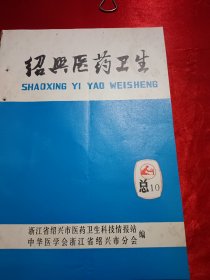 绍兴医药卫生
SHAOXING YI YAO WEISHENG
总10
浙江省绍兴市医药卫生科技情报站
中华医学会浙江省绍兴市分会
编